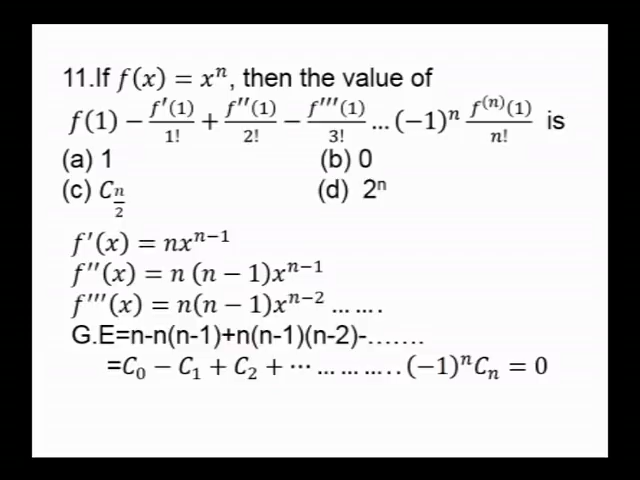 11.If f(x) = xⁿ, then the value of
f(1) − f′(1)/1! + f″(1)/2! − f‴(1)/3! ... (−1)ⁿ f⁽ⁿ⁾(1)/n! is
(a) 1 (b) 0
(c) C_{n/2} (d) 2ⁿ
f′(x) = nxⁿ⁻¹
f″(x) = n (n − 1)xⁿ⁻¹
f‴(x) = n(n − 1)xⁿ⁻² ... ....
G.E=n-n(n-1)+n(n-1)(n-2)-.......
=C₀ − C₁ + C₂ + ⋯ ... ... ... . . (−1)ⁿCₙ = 0